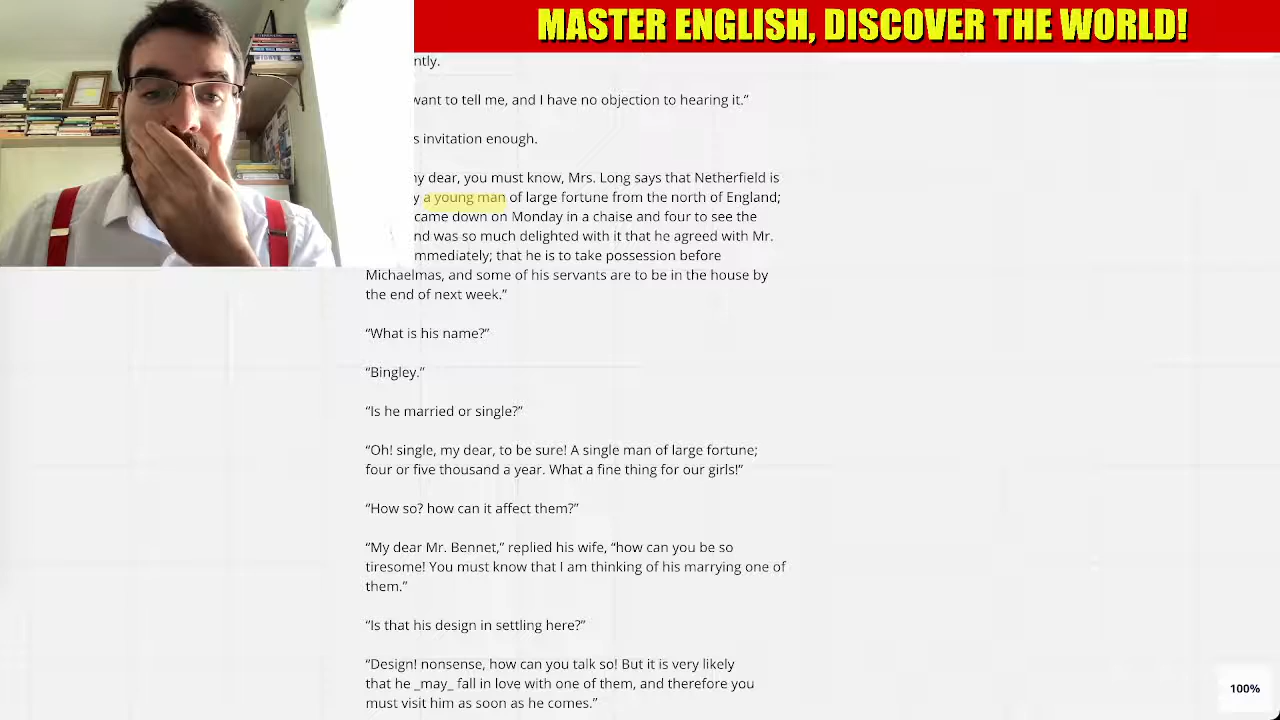 MASTER ENGLISH, DISCOVER THE WORLD!
ntly.
want to tell me, and I have no objection to hearing it.”
s invitation enough.
y dear, you must know, Mrs. Long says that Netherfield is
y a young man of large fortune from the north of England;
came down on Monday in a chaise and four to see the
nd was so much delighted with it that he agreed with Mr.
mmediately; that he is to take possession before
Michaelmas, and some of his servants are to be in the house by
the end of next week.”
“What is his name?”
“Bingley.”
“Is he married or single?”
“Oh! single, my dear, to be sure! A single man of large fortune;
four or five thousand a year. What a fine thing for our girls!”
“How so? how can it affect them?”
“My dear Mr. Bennet,” replied his wife, “how can you be so
tiresome! You must know that I am thinking of his marrying one of
them.”
“Is that his design in settling here?”
“Design! nonsense, how can you talk so! But it is very likely
that he _may_ fall in love with one of them, and therefore you
must visit him as soon as he comes.”
100%